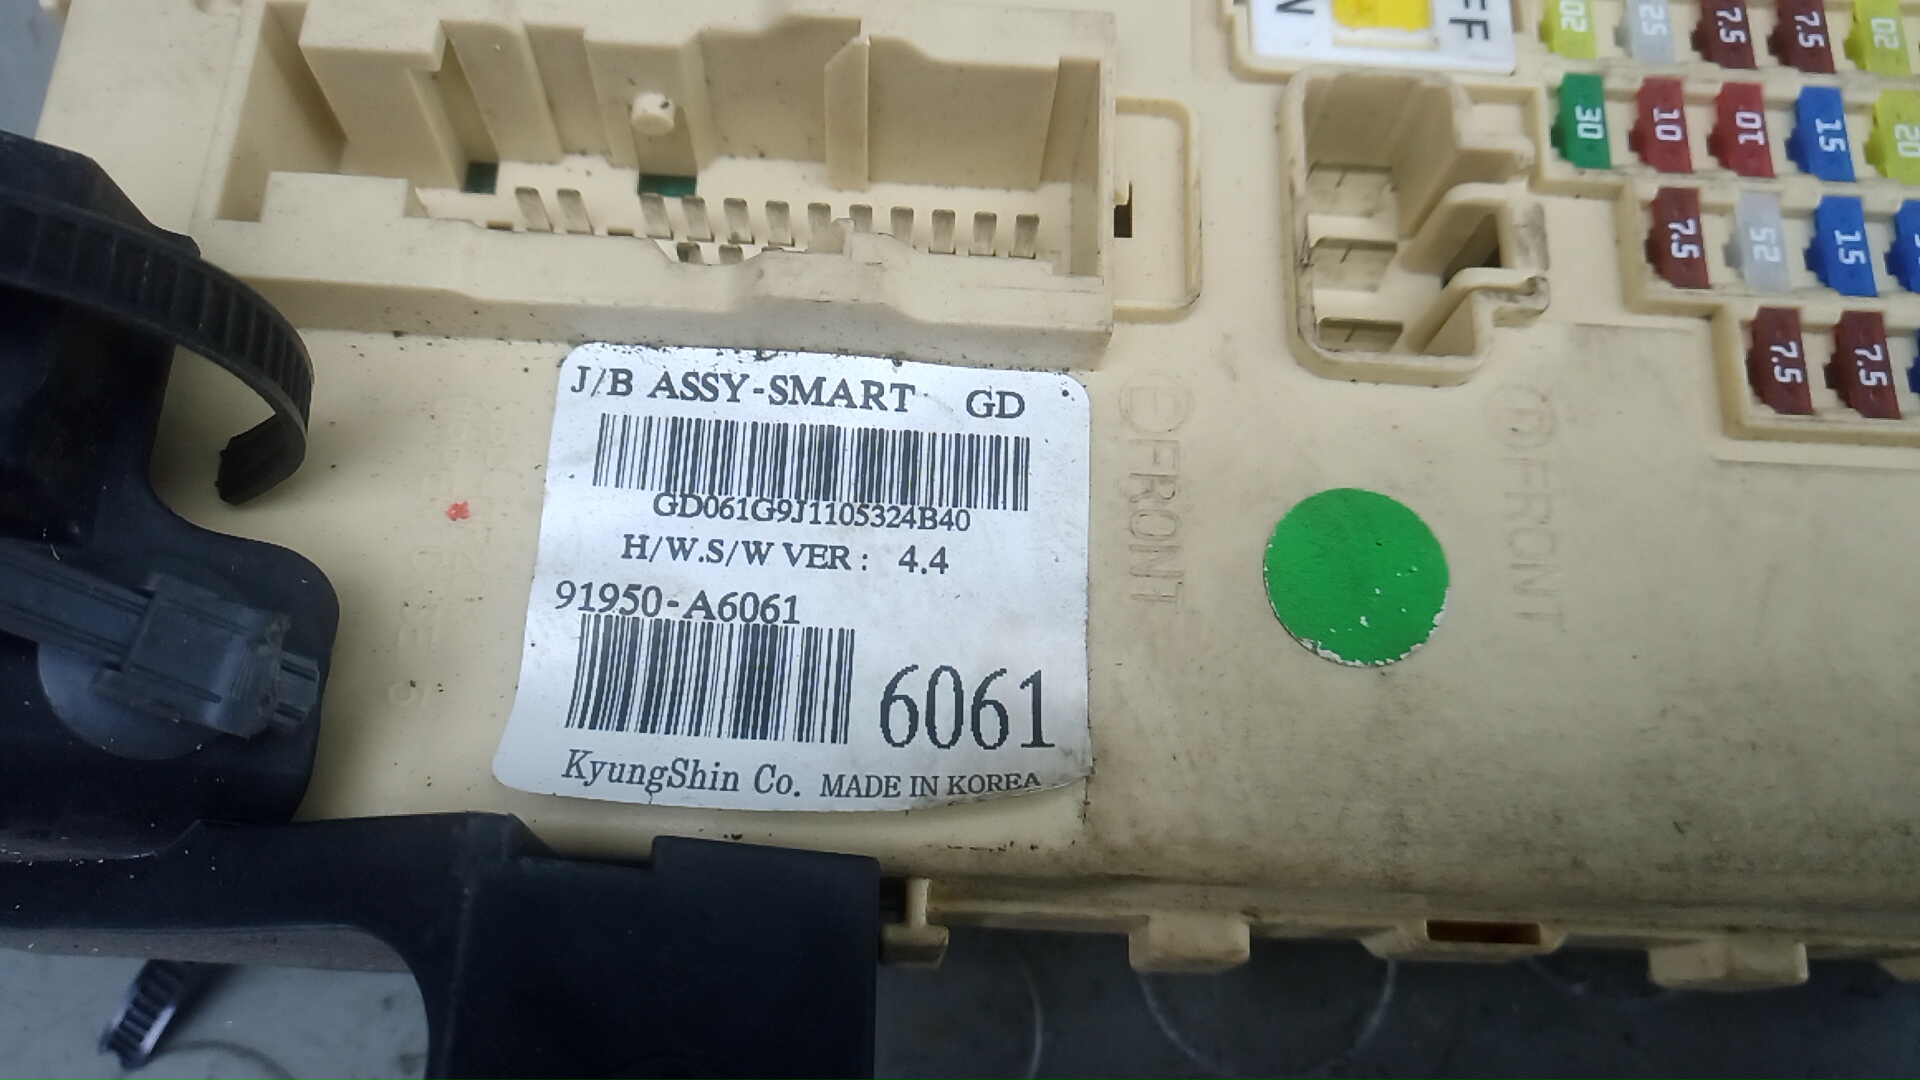 J/B ASSY-SMART GD
GD061G9J1105324B40
H/W.S/W VER : 4.4
91950-A6061
6061
KyungShin Co. MADE IN KOREA
FRONT
FRONT
N
FF
20
25
7.5
7.5
20
30
10
10
15
20
7.5
25
15
7.5
7.5